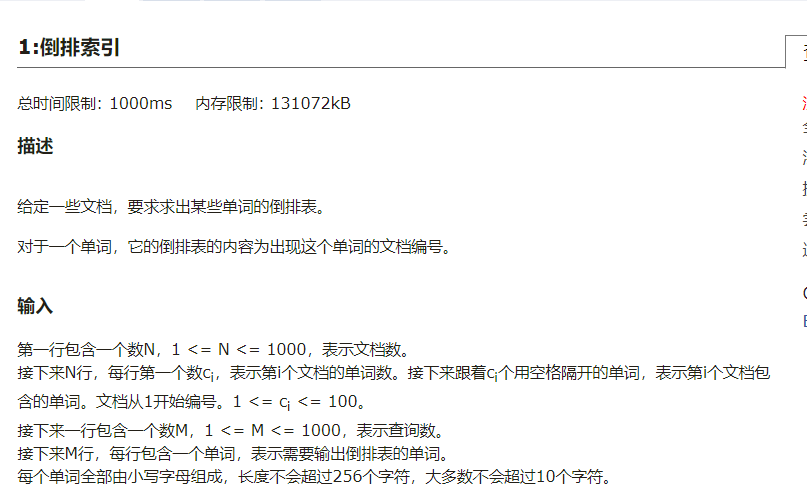 1:倒排索引
总时间限制: 1000ms 内存限制: 131072kB
描述
给定一些文档，要求求出某些单词的倒排表。
对于一个单词，它的倒排表的内容为出现这个单词的文档编号。
输入
第一行包含一个数N，1 <= N <= 1000，表示文档数。
接下来N行，每行第一个数ci，表示第i个文档的单词数。接下来跟着ci个用空格隔开的单词，表示第i个文档包
含的单词。文档从1开始编号。1 <= ci <= 100。
接下来一行包含一个数M，1 <= M <= 1000，表示查询数。
接下来M行，每行包含一个单词，表示需要输出倒排表的单词。
每个单词全部由小写字母组成，长度不会超过256个字符，大多数不会超过10个字符。